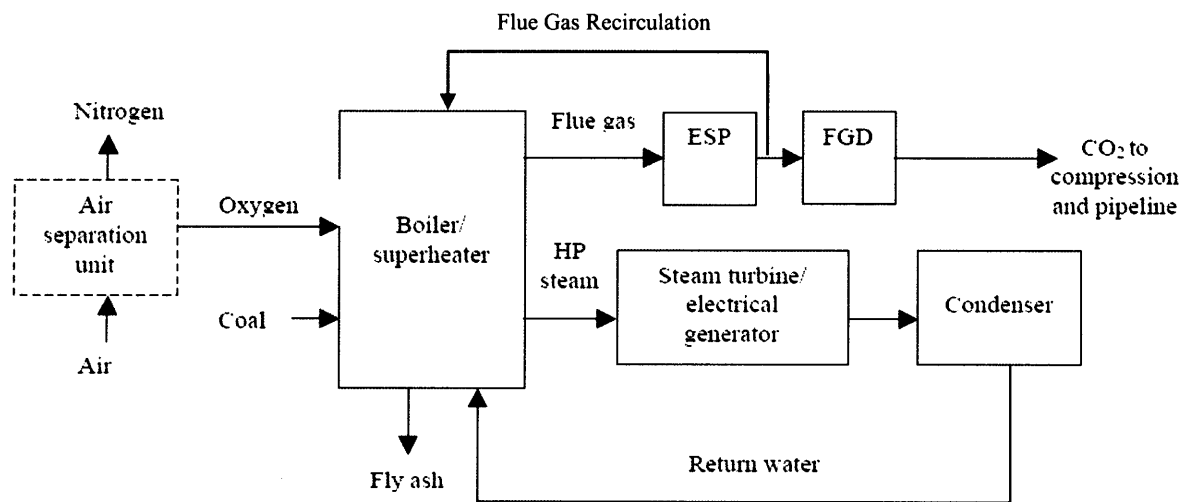 Flue Gas Recirculation
Nitrogen
Flue gas
ESP
FGD
CO₂ to
compression
and pipeline
Air
separation
unit
Oxygen
Boiler/
superheater
HP
steam
Steam turbine/
electrical
generator
Condenser
Coal
Air
Fly ash
Return water